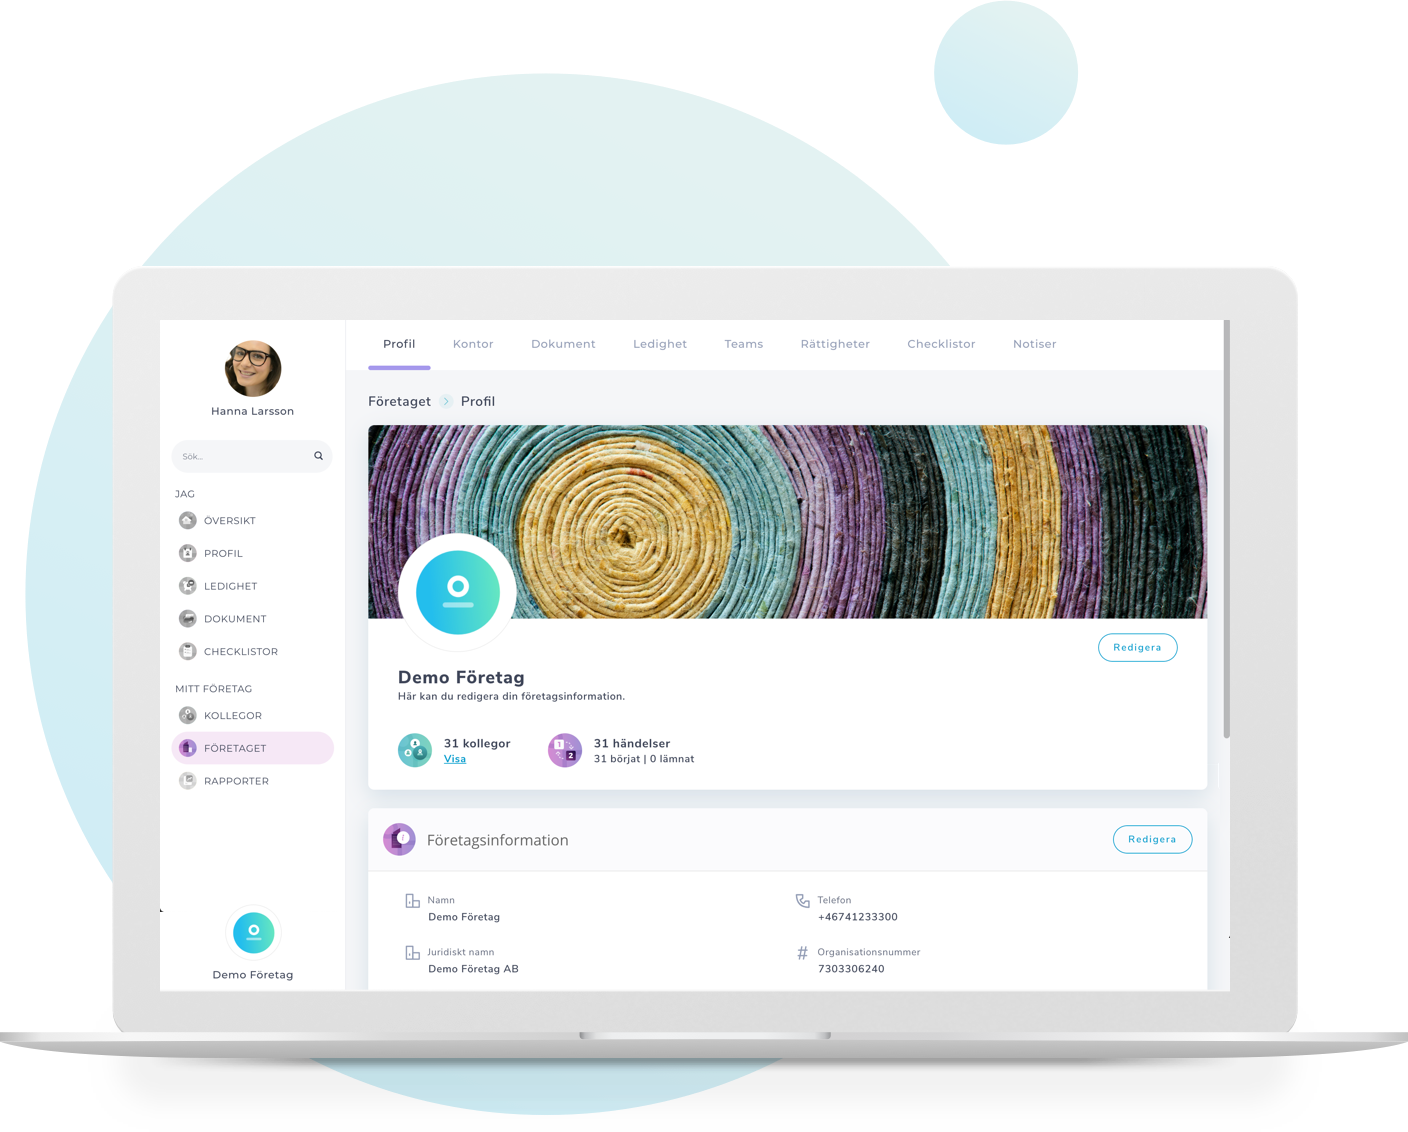 Hanna Larsson
Sök...
JAG
ÖVERSIKT
PROFIL
LEDIGHET
DOKUMENT
CHECKLISTOR
MITT FÖRETAG
KOLLEGOR
FÖRETAGET
RAPPORTER
Demo Företag
Profil Kontor Dokument Ledighet Teams Rättigheter Checklistor Notiser
Företaget Profil
Redigera
Demo Företag
Här kan du redigera din företagsinformation.
31 kollegor
Visa
1
2
31 händelser
31 börjat | 0 lämnat
Företagsinformation
Redigera
Namn
Demo Företag
Telefon
+46741233300
Juridiskt namn
Demo Företag AB
# Organisationsnummer
7303306240